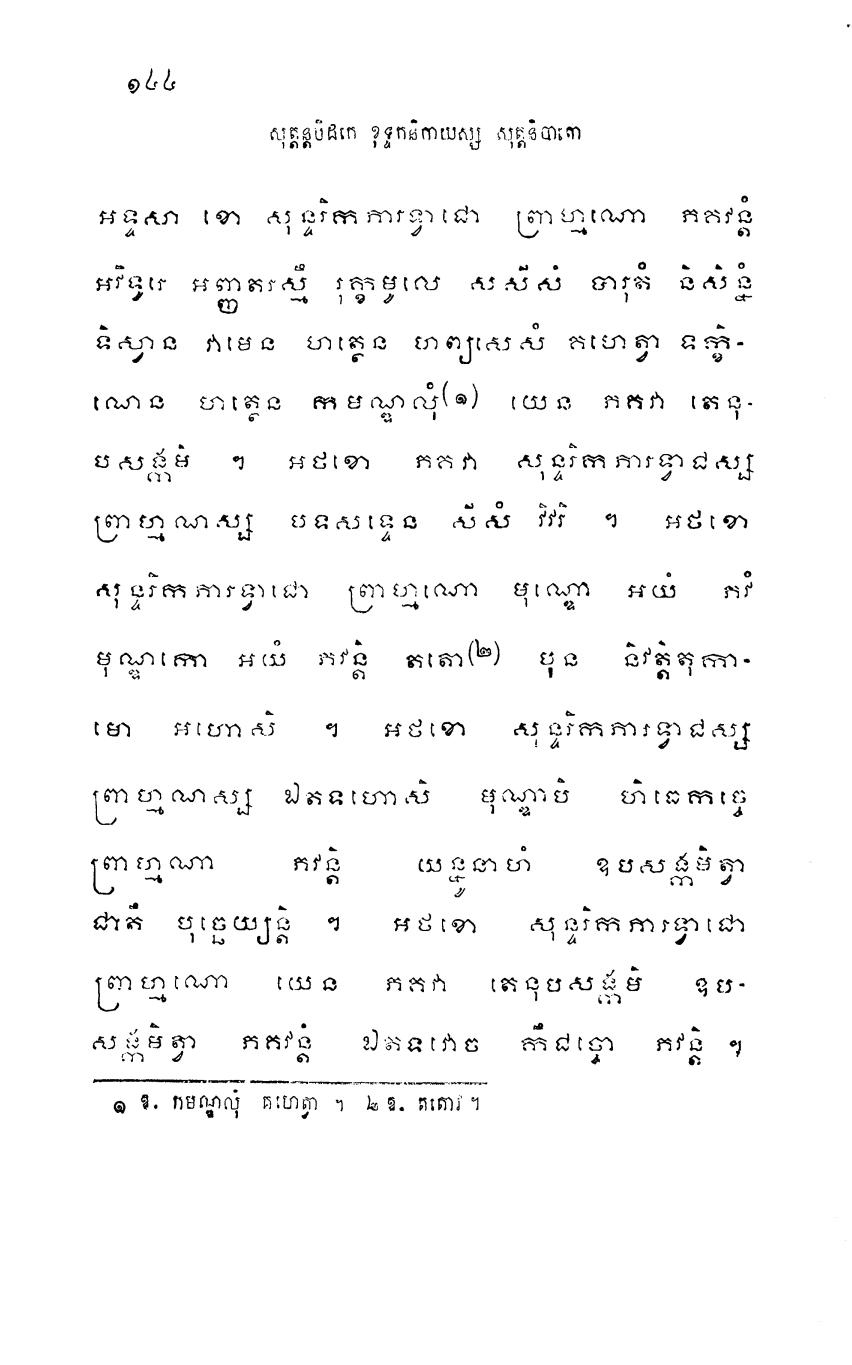 ១៤៤
សុត្តន្តបិដកេ ខុទ្ទកនិកាយស្ស សុត្តនិបាតោ
អទ្ទសា ខោ សុន្ទរិកភារទ្វាជោ ព្រាហ្មណោ ភគវន្តំ
អវិទូរេ អញ្ញតរស្មឹ រុក្ខមូលេ សសីសំ បារុតំ និសិន្នំ
ទិស្វាន វាមេន ហត្ថេន ហព្យសេសំ គហេត្វា ទក្ខិ-
ណេន ហត្ថេន កមណ្ឌលុំ(១) យេន ភគវា តេនុ-
បសង្កមិ ។ អថខោ ភគវា សុន្ទរិកភារទ្វាជស្ស
ព្រាហ្មណស្ស បទសទ្ទេន សីសំ វិវរិ ។ អថខោ
សុន្ទរិកភារទ្វាជោ ព្រាហ្មណោ មុណ្ឌោ អយំ ភវំ
មុណ្ឌកោ អយំ ភវន្តិ តតោ(២) បុន និវត្តិតុកា-
មោ អហោសិ ។ អថខោ សុន្ទរិកភារទ្វាជស្ស
ព្រាហ្មណស្ស ឯតទហោសិ មុណ្ឌាបិ ហិធេកច្ចេ
ព្រាហ្មណា ភវន្តិ យន្នូនាហំ ឧបសង្កមិត្វា
ជាតឹ បុច្ឆេយ្យន្តិ ។ អថខោ សុន្ទរិកភារទ្វាជោ
ព្រាហ្មណោ យេន ភគវា តេនុបសង្កមិ ឧប-
សង្កមិត្វា ភគវន្តំ ឯតទវោច កឹជច្ចោ ភវន្តិ ។
១ ឱ. កមណ្ឌលុំ គហេត្វា ។ ២ ឱ. តតោវ ។